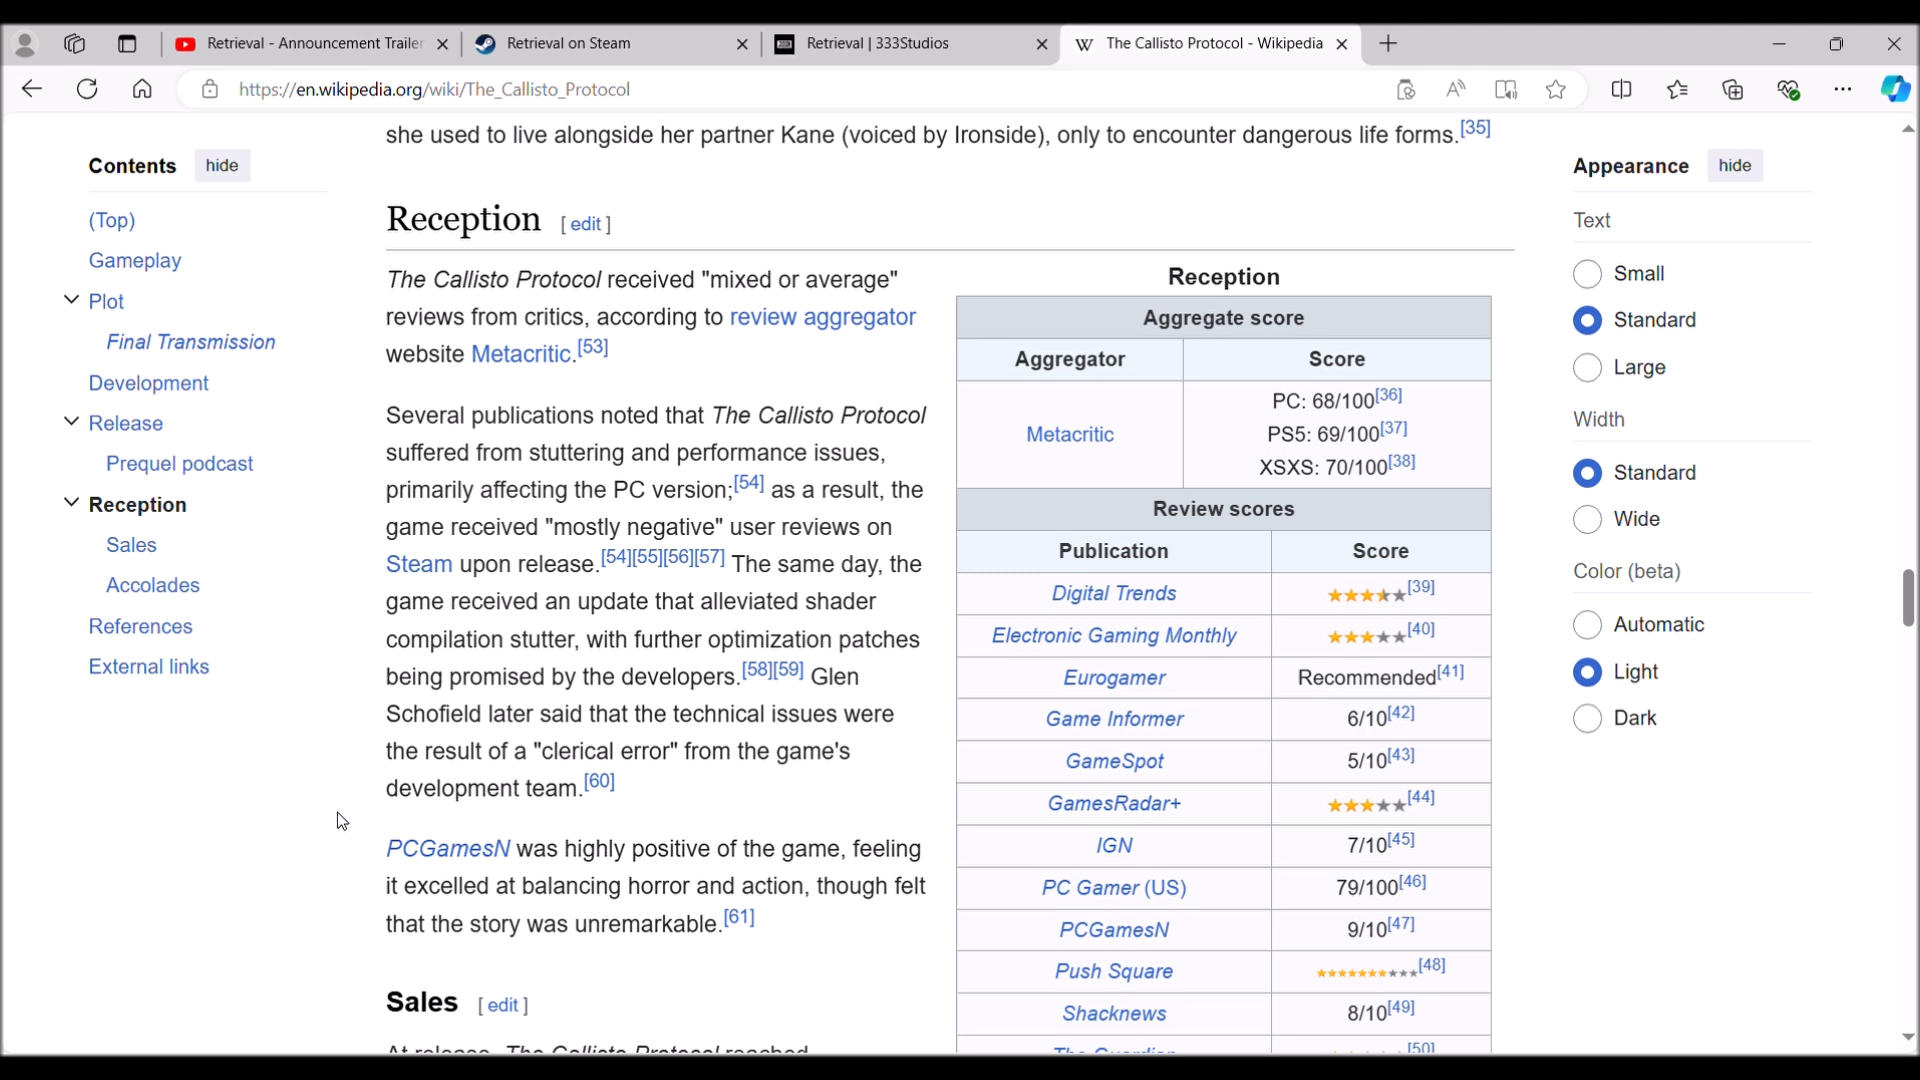 Retrieval - Announcement Trailer
Retrieval on Steam
Retrieval | 333Studios
W The Callisto Protocol - Wikipedia
https://en.wikipedia.org/wiki/The_Callisto_Protocol
she used to live alongside her partner Kane (voiced by Ironside), only to encounter dangerous life forms.[35]
Contents hide
(Top)
Gameplay
Plot
Final Transmission
Development
Release
Prequel podcast
Reception
Sales
Accolades
References
External links
Reception [ edit ]
The Callisto Protocol received "mixed or average"
reviews from critics, according to review aggregator
website Metacritic.[53]
Several publications noted that The Callisto Protocol
suffered from stuttering and performance issues,
primarily affecting the PC version;[54] as a result, the
game received "mostly negative" user reviews on
Steam upon release.[54][55][56][57] The same day, the
game received an update that alleviated shader
compilation stutter, with further optimization patches
being promised by the developers.[58][59] Glen
Schofield later said that the technical issues were
the result of a "clerical error" from the game's
development team.[60]
PCGamesN was highly positive of the game, feeling
it excelled at balancing horror and action, though felt
that the story was unremarkable.[61]
Sales [ edit ]
At release, The Callisto Protocol reached
Reception
Aggregate score
Aggregator Score
Metacritic
PC: 68/100[36]
PS5: 69/100[37]
XSXS: 70/100[38]
Review scores
Publication Score
Digital Trends ★★★★★[39]
Electronic Gaming Monthly ★★★★★[40]
Eurogamer Recommended[41]
Game Informer 6/10[42]
GameSpot 5/10[43]
GamesRadar+ ★★★★★[44]
IGN 7/10[45]
PC Gamer (US) 79/100[46]
PCGamesN 9/10[47]
Push Square ★★★★★★★★★★[48]
Shacknews 8/10[49]
The Guardian [50]
Appearance hide
Text
Small
Standard
Large
Width
Standard
Wide
Color (beta)
Automatic
Light
Dark